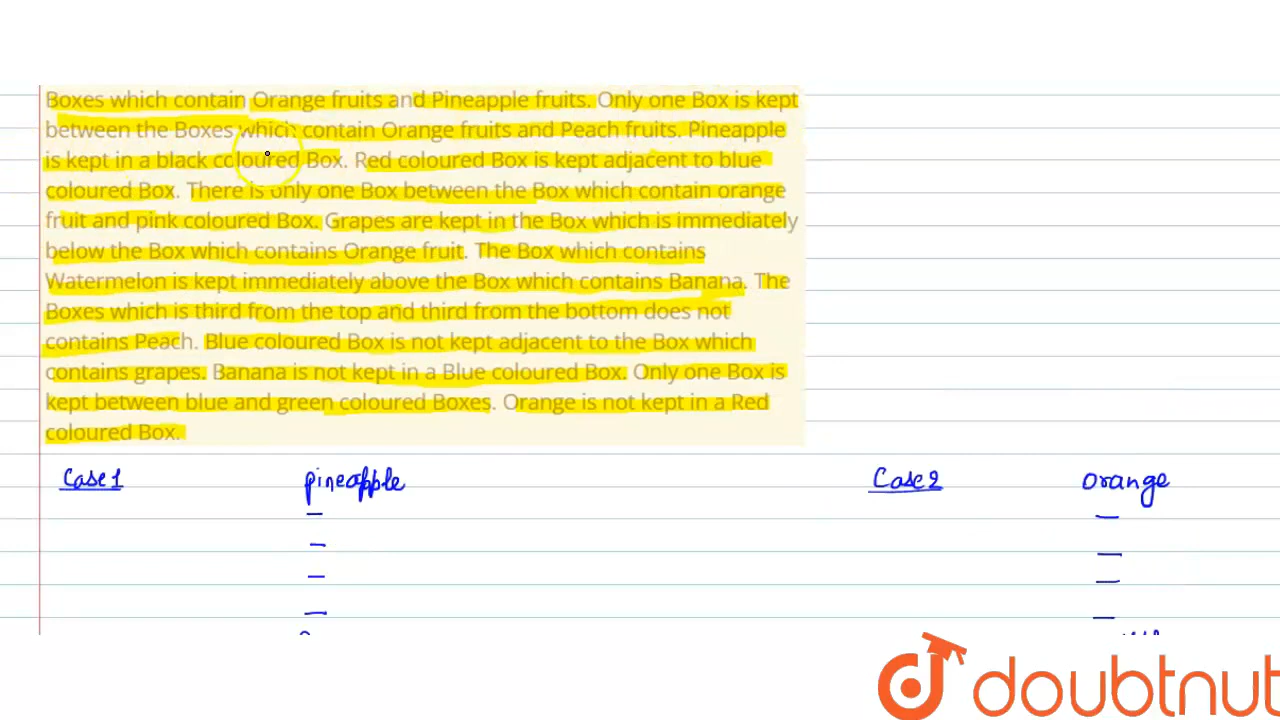 Boxes which contain Orange fruits and Pineapple fruits. Only one Box is kept
between the Boxes which contain Orange fruits and Peach fruits. Pineapple
is kept in a black coloured Box. Red coloured Box is kept adjacent to blue
coloured Box. There is only one Box between the Box which contain orange
fruit and pink coloured Box. Grapes are kept in the Box which is immediately
below the Box which contains Orange fruit. The Box which contains
Watermelon is kept immediately above the Box which contains Banana. The
Boxes which is third from the top and third from the bottom does not
contains Peach. Blue coloured Box is not kept adjacent to the Box which
contains grapes. Banana is not kept in a Blue coloured Box. Only one Box is
kept between blue and green coloured Boxes. Orange is not kept in a Red
coloured Box.
Case 1 pineapple Case 2 orange
doubtnut